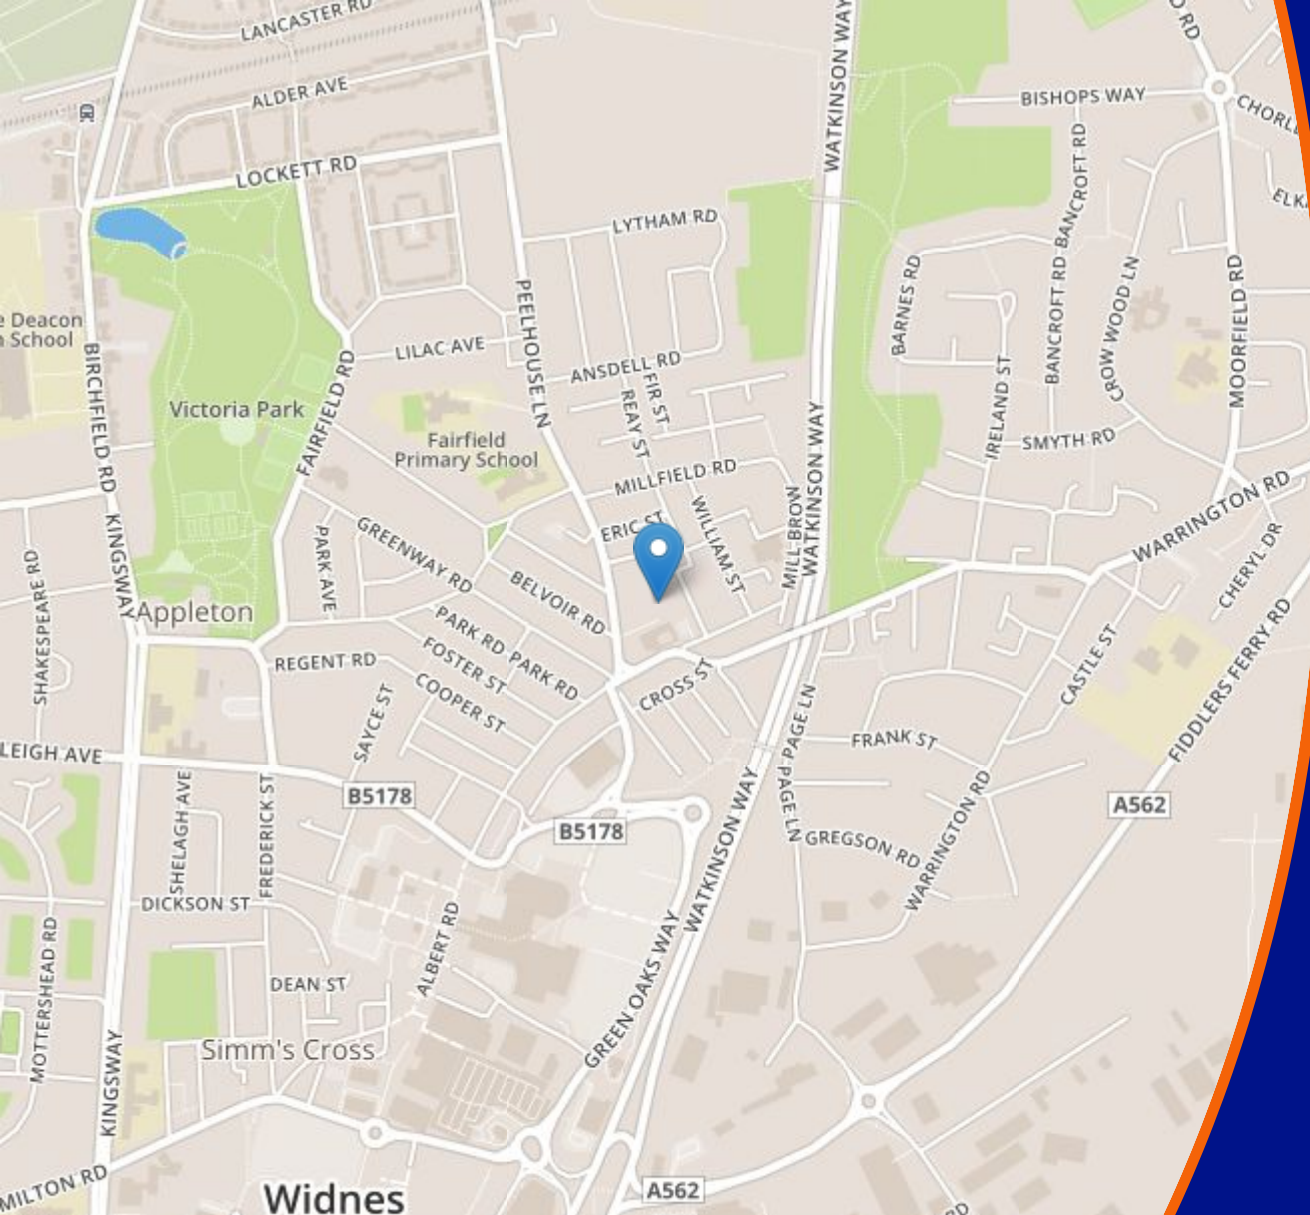 LANCASTER RD
ALDER AVE
LOCKETT RD
WATKINSON WAY
BISHOPS WAY
BANCROFT RD
BANCROFT RD
LYTHAM RD
BARNES RD
CROW WOOD LN
MOORFIELD RD
PEELHOUSE LN
e Deacon
n School
BIRCHFIELD RD
LILAC AVE
ANSDELL RD
FIR ST
REAY ST
IRELAND ST
Victoria Park
FAIRFIELD RD
Fairfield
Primary School
SMYTH RD
MILLFIELD RD
WATKINSON WAY
MILL BROW
WILLIAM ST
ERIC ST
WARRINGTON RD
CHERYL DR
KINGSWAY
PARK AVE
GREENWAY RD
BELVOIR RD
SHAKESPEARE RD
Appleton
PARK RD
PARK RD
FOSTER ST
COOPER ST
REGENT RD
CROSS ST
CASTLE ST
FIDDLERS FERRY RD
SAYCE ST
PAGE LN
PAGE LN
FRANK ST
LEIGH AVE
B5178
B5178
A562
SHELAGH AVE
FREDERICK ST
GREGSON RD
WARRINGTON RD
WATKINSON WAY
DICKSON ST
ALBERT RD
GREEN OAKS WAY
MOTTERSHEAD RD
DEAN ST
Simm's Cross
KINGSWAY
MILTON RD
Widnes
A562
RD